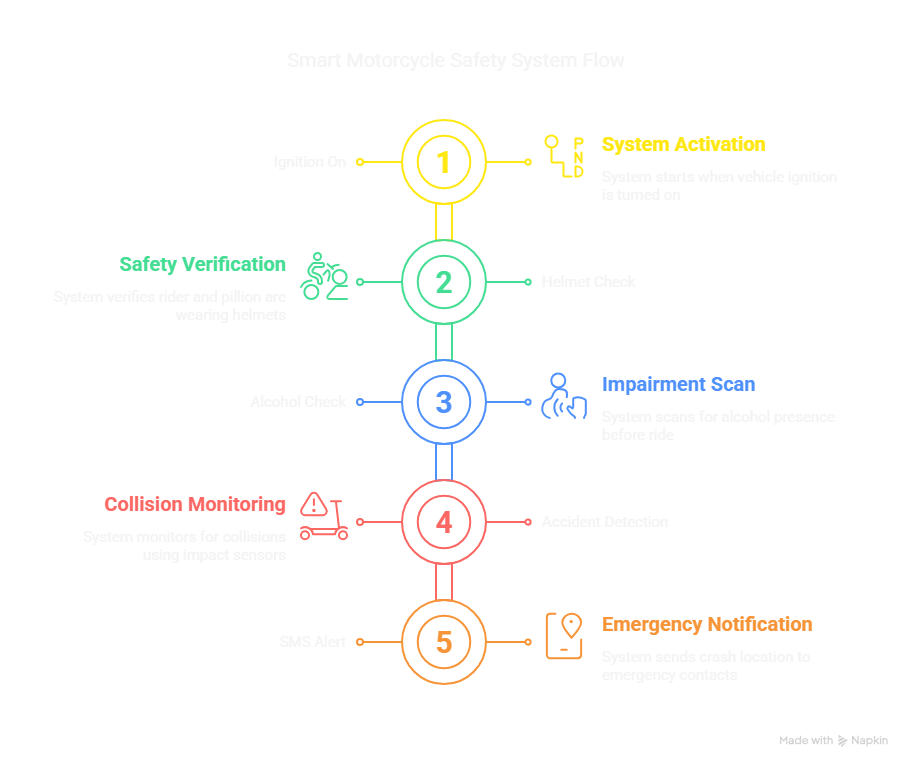 Smart Motorcycle Safety System Flow
Ignition On
1
P
N
D
System Activation
System starts when vehicle ignition
is turned on
Safety Verification
System verifies rider and pillion are
wearing helmets
2
Helmet Check
Alcohol Check
3
Impairment Scan
System scans for alcohol presence
before ride
Collision Monitoring
System monitors for collisions
using impact sensors
4
Accident Detection
SMS Alert
5
Emergency Notification
System sends crash location to
emergency contacts
Made with Napkin